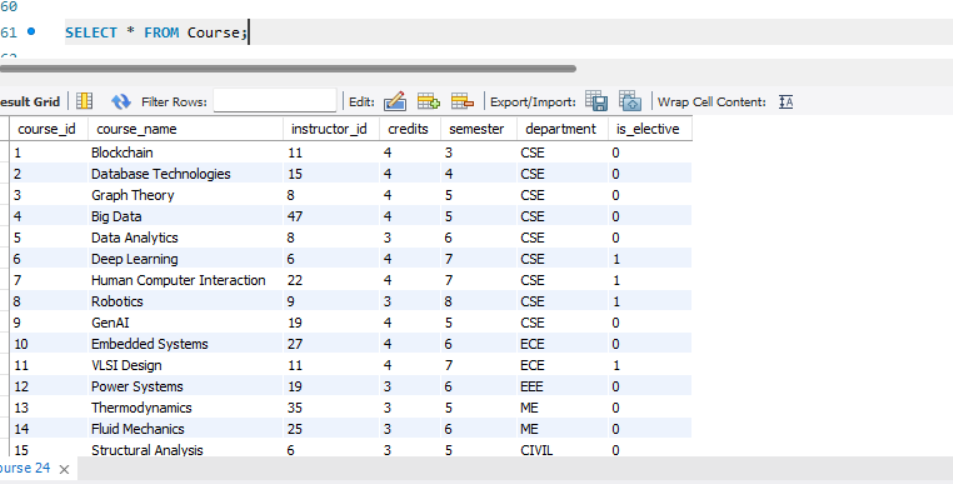 60
61 SELECT * FROM Course;
esult Grid Filter Rows: Edit: Export/Import: Wrap Cell Content: IA
course_id course_name instructor_id credits semester department is_elective
1 Blockchain 11 4 3 CSE 0
2 Database Technologies 15 4 4 CSE 0
3 Graph Theory 8 4 5 CSE 0
4 Big Data 47 4 5 CSE 0
5 Data Analytics 8 3 6 CSE 0
6 Deep Learning 6 4 7 CSE 1
7 Human Computer Interaction 22 4 7 CSE 1
8 Robotics 9 3 8 CSE 1
9 GenAI 19 4 5 CSE 0
10 Embedded Systems 27 4 6 ECE 0
11 VLSI Design 11 4 7 ECE 1
12 Power Systems 19 3 6 EEE 0
13 Thermodynamics 35 3 5 ME 0
14 Fluid Mechanics 25 3 6 ME 0
15 Structural Analysis 6 3 5 CIVIL 0
ourse 24